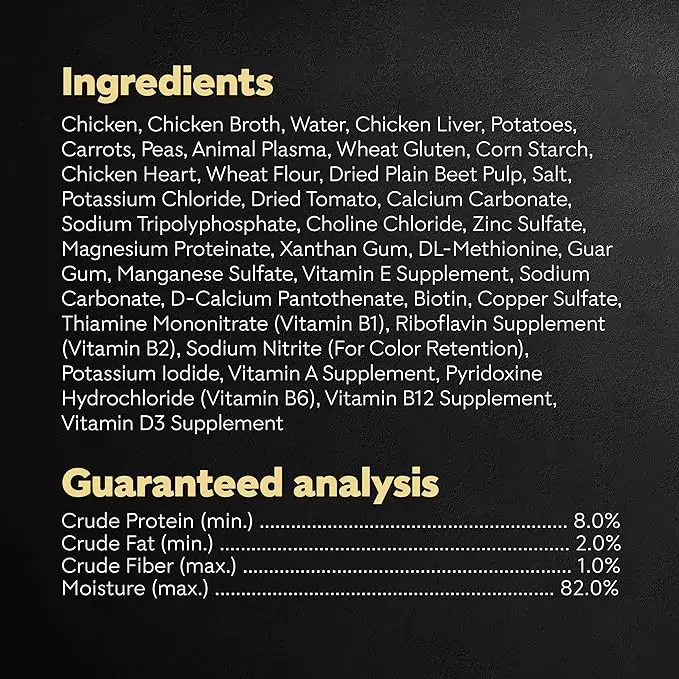 Ingredients
Chicken, Chicken Broth, Water, Chicken Liver, Potatoes,
Carrots, Peas, Animal Plasma, Wheat Gluten, Corn Starch,
Chicken Heart, Wheat Flour, Dried Plain Beet Pulp, Salt,
Potassium Chloride, Dried Tomato, Calcium Carbonate,
Sodium Tripolyphosphate, Choline Chloride, Zinc Sulfate,
Magnesium Proteinate, Xanthan Gum, DL-Methionine, Guar
Gum, Manganese Sulfate, Vitamin E Supplement, Sodium
Carbonate, D-Calcium Pantothenate, Biotin, Copper Sulfate,
Thiamine Mononitrate (Vitamin B1), Riboflavin Supplement
(Vitamin B2), Sodium Nitrite (For Color Retention),
Potassium Iodide, Vitamin A Supplement, Pyridoxine
Hydrochloride (Vitamin B6), Vitamin B12 Supplement,
Vitamin D3 Supplement
Guaranteed analysis
Crude Protein (min.) ........................................................ 8.0%
Crude Fat (min.) ............................................................... 2.0%
Crude Fiber (max.) ............................................................ 1.0%
Moisture (max.) ............................................................. 82.0%